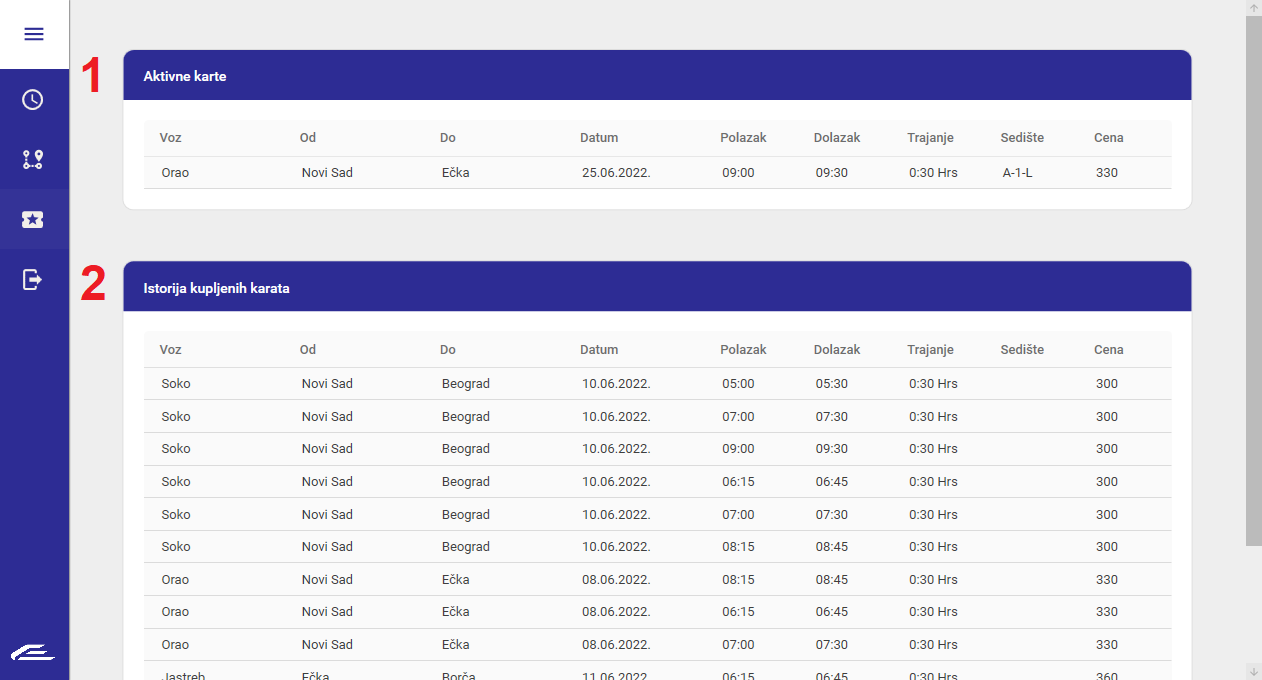 1
Aktivne karte
Voz Od Do Datum Polazak Dolazak Trajanje Sedište Cena
Orao Novi Sad Ečka 25.06.2022. 09:00 09:30 0:30 Hrs A-1-L 330
2
Istorija kupljenih karata
Voz Od Do Datum Polazak Dolazak Trajanje Sedište Cena
Soko Novi Sad Beograd 10.06.2022. 05:00 05:30 0:30 Hrs 300
Soko Novi Sad Beograd 10.06.2022. 07:00 07:30 0:30 Hrs 300
Soko Novi Sad Beograd 10.06.2022. 09:00 09:30 0:30 Hrs 300
Soko Novi Sad Beograd 10.06.2022. 06:15 06:45 0:30 Hrs 300
Soko Novi Sad Beograd 10.06.2022. 07:00 07:30 0:30 Hrs 300
Soko Novi Sad Beograd 10.06.2022. 08:15 08:45 0:30 Hrs 300
Orao Novi Sad Ečka 08.06.2022. 08:15 08:45 0:30 Hrs 330
Orao Novi Sad Ečka 08.06.2022. 06:15 06:45 0:30 Hrs 330
Orao Novi Sad Ečka 08.06.2022. 07:00 07:30 0:30 Hrs 330
Jastreb Ečka Borča 11.06.2022. 06:15 06:45 0:30 Hrs 360